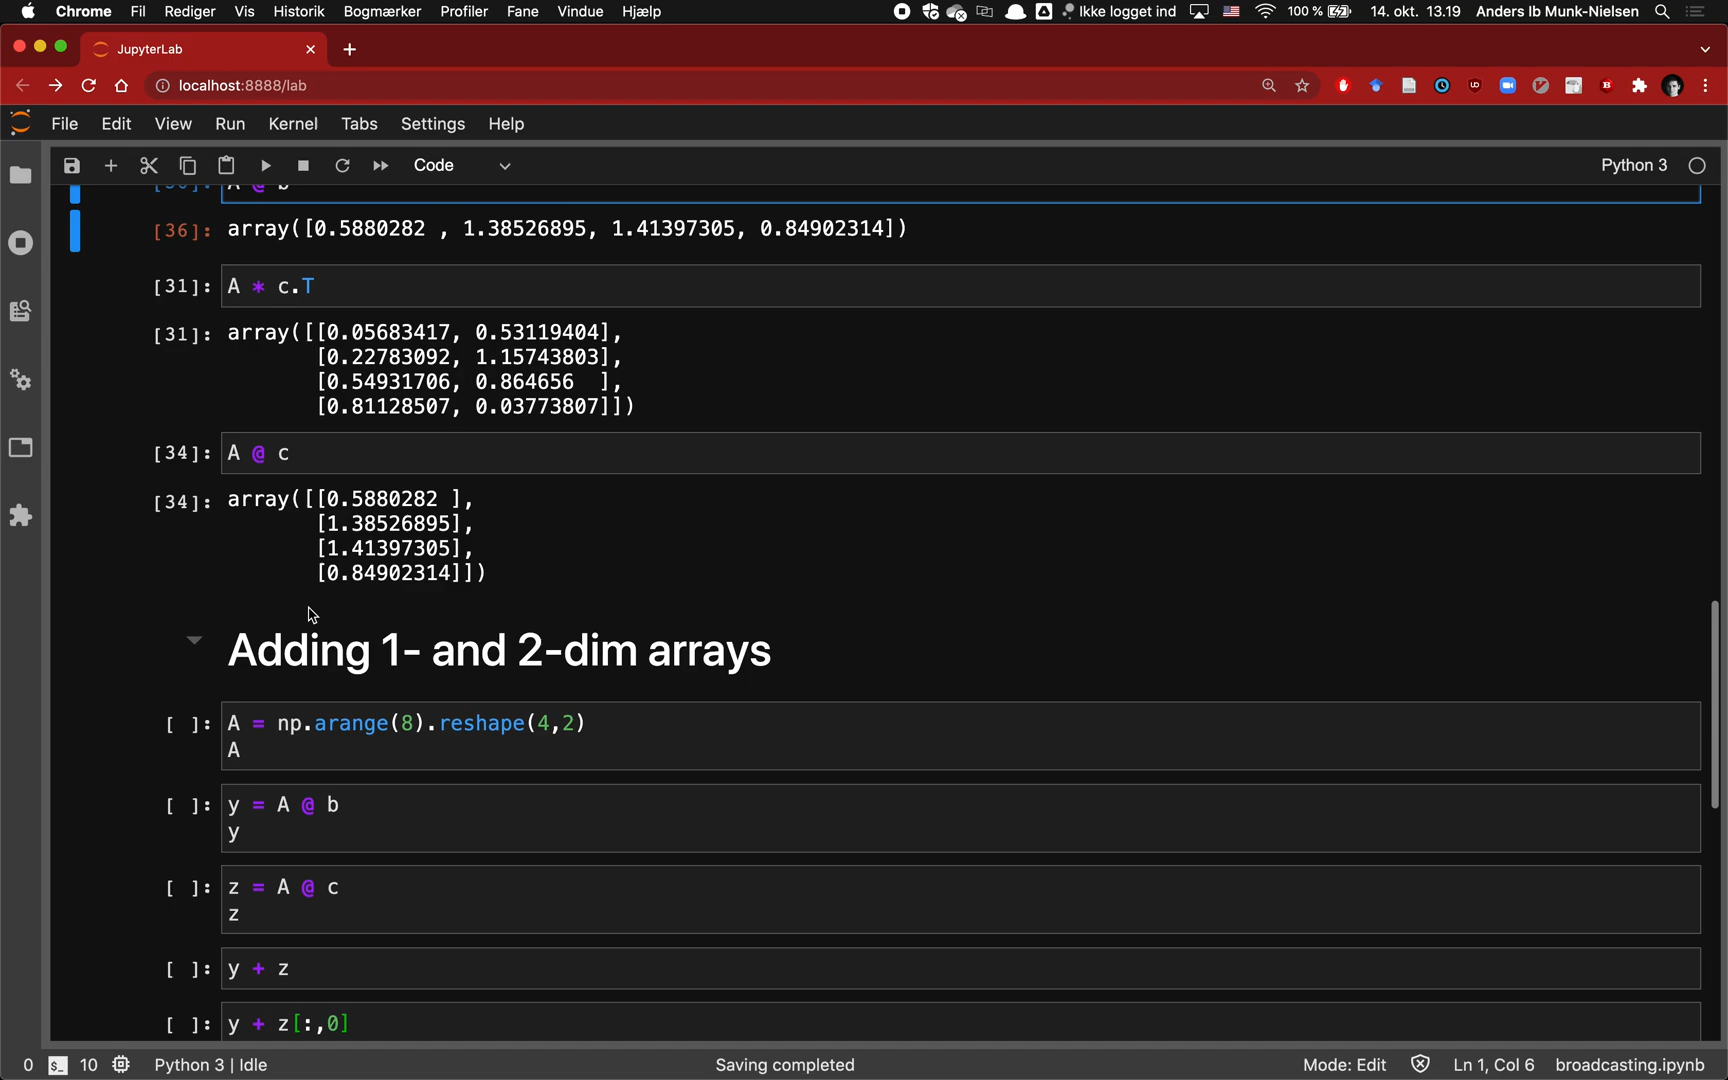 Chrome Fil Rediger Vis Historik Bogmærker Profiler Fane Vindue Hjælp Ikke logget ind 100 % 14. okt. 13.19 Anders Ib Munk-Nielsen
JupyterLab
localhost:8888/lab
File Edit View Run Kernel Tabs Settings Help
Code Python 3
[36]: A @ b
[36]: array([0.5880282 , 1.38526895, 1.41397305, 0.84902314])
[31]: A * c.T
[31]: array([[0.05683417, 0.53119404],
[0.22783092, 1.15743803],
[0.54931706, 0.864656  ],
[0.81128507, 0.03773807]])
[34]: A @ c
[34]: array([[0.5880282 ],
[1.38526895],
[1.41397305],
[0.84902314]])
Adding 1- and 2-dim arrays
[ ]: A = np.arange(8).reshape(4,2)
A
[ ]: y = A @ b
y
[ ]: z = A @ c
z
[ ]: y + z
[ ]: y + z[:,0]
0 $_ 10 Python 3 | Idle Saving completed Mode: Edit Ln 1, Col 6 broadcasting.ipynb